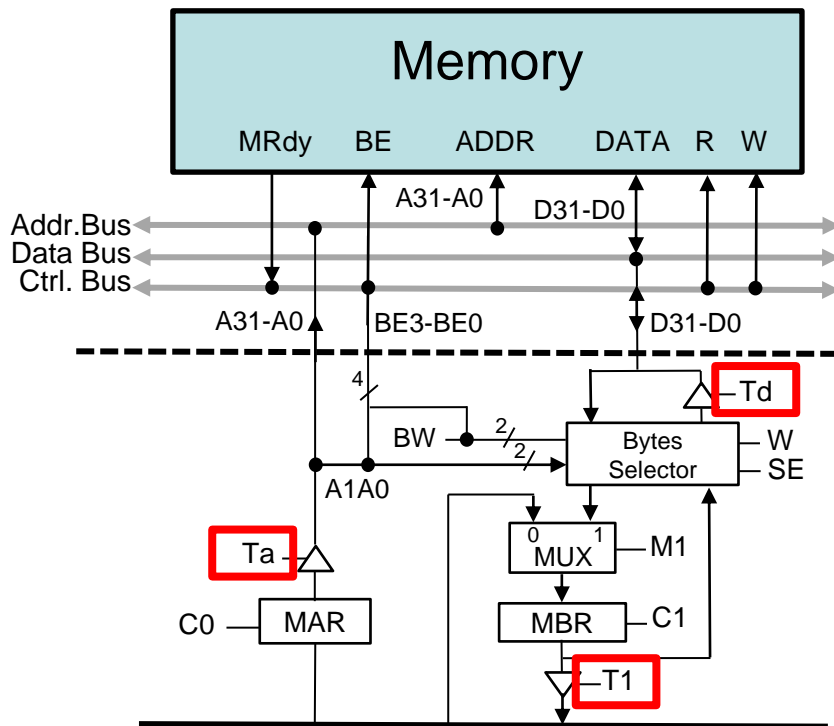 Memory
MRdy BE ADDR DATA R W
A31-A0
D31-D0
Addr.Bus
Data Bus
Ctrl. Bus
A31-A0
BE3-BE0
D31-D0
4
Td
BW
2
2
Bytes
Selector
W
SE
A1A0
0 1
MUX
M1
Ta
C0
MAR
MBR
C1
T1